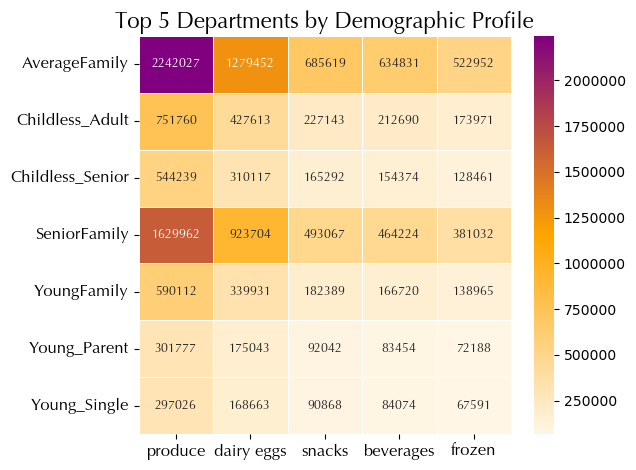 Top 5 Departments by Demographic Profile
AverageFamily 2242027 1279452 685619 634831 522952
Childless_Adult 751760 427613 227143 212690 173971
Childless_Senior 544239 310117 165292 154374 128461
SeniorFamily 1629962 923704 493067 464224 381032
YoungFamily 590112 339931 182389 166720 138965
Young_Parent 301777 175043 92042 83454 72188
Young_Single 297026 168663 90868 84074 67591
produce dairy eggs snacks beverages frozen
2000000
1750000
1500000
1250000
1000000
750000
500000
250000